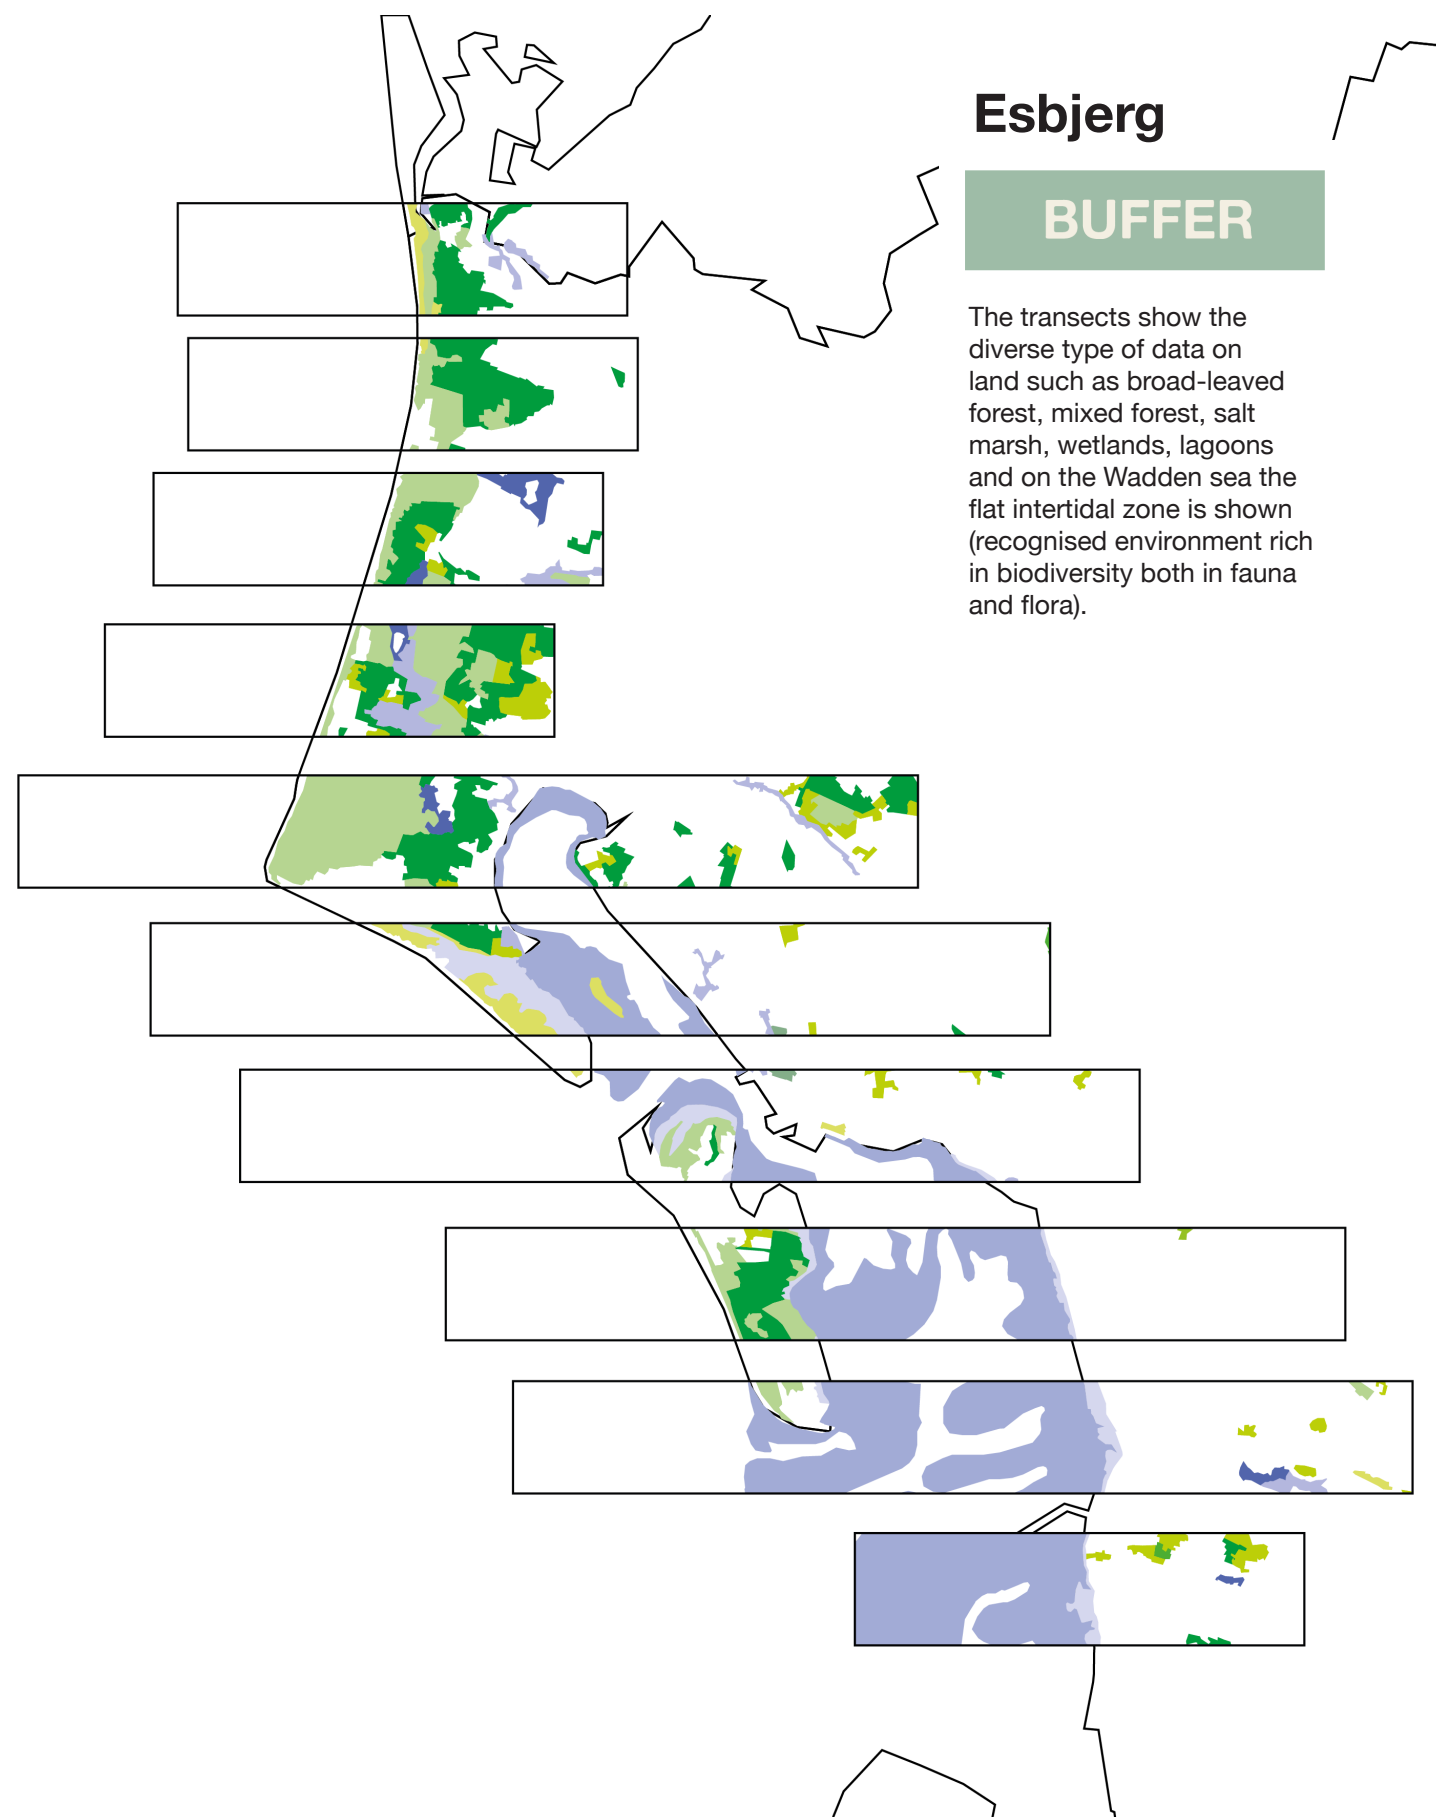 Esbjerg
BUFFER
The transects show the
diverse type of data on
land such as broad-leaved
forest, mixed forest, salt
marsh, wetlands, lagoons
and on the Wadden sea the
flat intertidal zone is shown
(recognised environment rich
in biodiversity both in fauna
and flora).